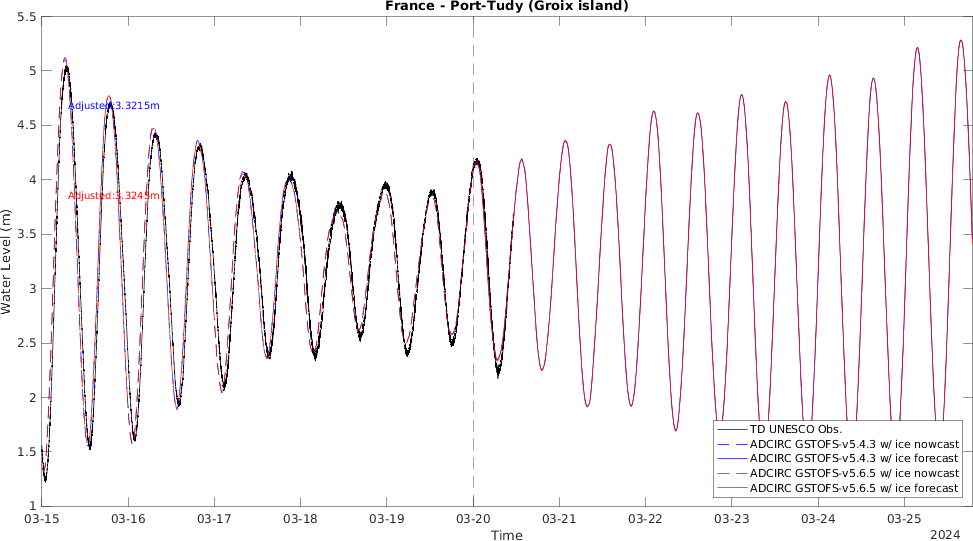 France - Port-Tudy (Groix island)
5.5
5
4.5
4
3.5
3
2.5
2
1.5
1
Water Level (m)
Adjusted:3.3215m
Adjusted:3.3245m
TD UNESCO Obs.
ADCIRC GSTOFS-v5.4.3 w/ ice nowcast
ADCIRC GSTOFS-v5.4.3 w/ ice forecast
ADCIRC GSTOFS-v5.6.5 w/ ice nowcast
ADCIRC GSTOFS-v5.6.5 w/ ice forecast
03-15 03-16 03-17 03-18 03-19 03-20 03-21 03-22 03-23 03-24 03-25
Time
2024